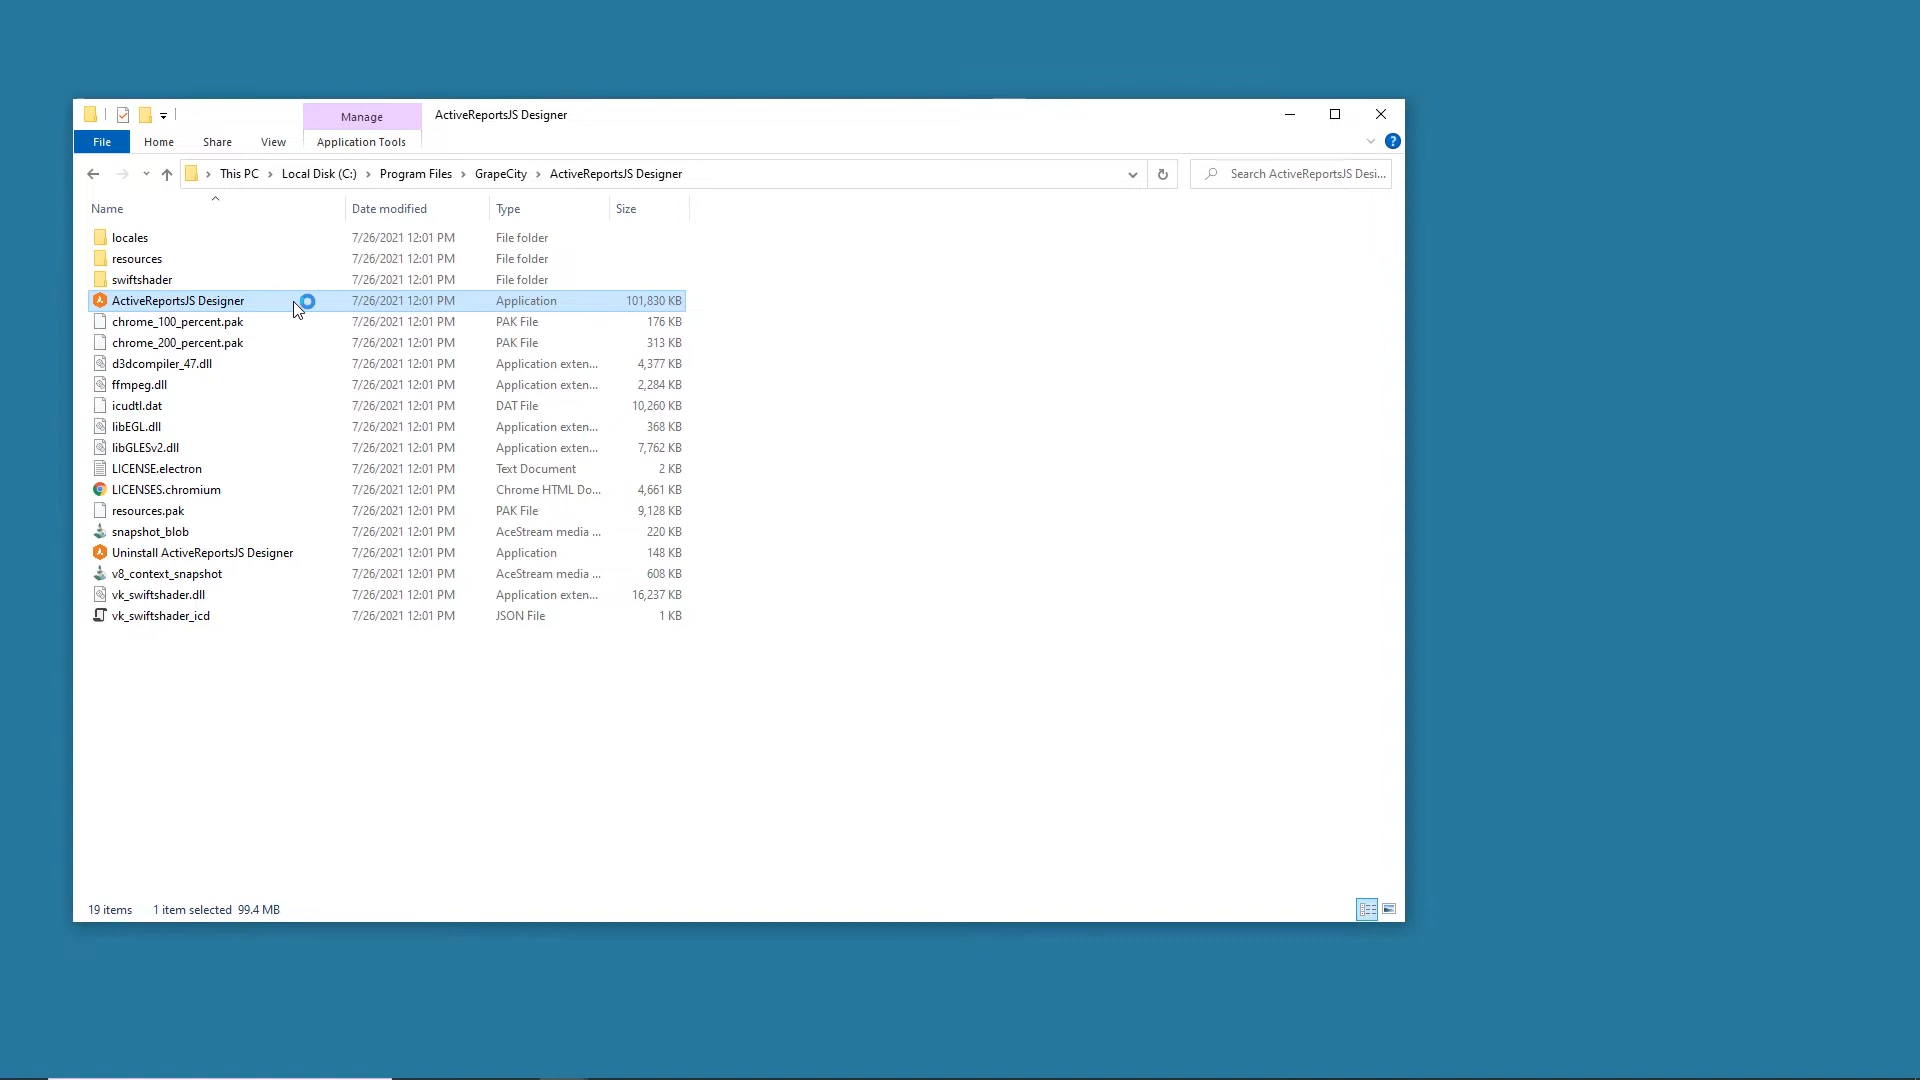 Manage
ActiveReportsJS Designer
File
Home
Share
View
Application Tools
This PC
Local Disk (C:)
Program Files
GrapeCity
ActiveReportsJS Designer
Search ActiveReportsJS Desi...
Name
Date modified
Type
Size
locales 7/26/2021 12:01 PM File folder
resources 7/26/2021 12:01 PM File folder
swiftshader 7/26/2021 12:01 PM File folder
ActiveReportsJS Designer 7/26/2021 12:01 PM Application 101,830 KB
chrome_100_percent.pak 7/26/2021 12:01 PM PAK File 176 KB
chrome_200_percent.pak 7/26/2021 12:01 PM PAK File 313 KB
d3dcompiler_47.dll 7/26/2021 12:01 PM Application exten... 4,377 KB
ffmpeg.dll 7/26/2021 12:01 PM Application exten... 2,284 KB
icudtl.dat 7/26/2021 12:01 PM DAT File 10,260 KB
libEGL.dll 7/26/2021 12:01 PM Application exten... 368 KB
libGLESv2.dll 7/26/2021 12:01 PM Application exten... 7,762 KB
LICENSE.electron 7/26/2021 12:01 PM Text Document 2 KB
LICENSES.chromium 7/26/2021 12:01 PM Chrome HTML Do... 4,661 KB
resources.pak 7/26/2021 12:01 PM PAK File 9,128 KB
snapshot_blob 7/26/2021 12:01 PM AceStream media ... 220 KB
Uninstall ActiveReportsJS Designer 7/26/2021 12:01 PM Application 148 KB
v8_context_snapshot 7/26/2021 12:01 PM AceStream media ... 608 KB
vk_swiftshader.dll 7/26/2021 12:01 PM Application exten... 16,237 KB
vk_swiftshader_icd 7/26/2021 12:01 PM JSON File 1 KB
19 items 1 item selected 99.4 MB